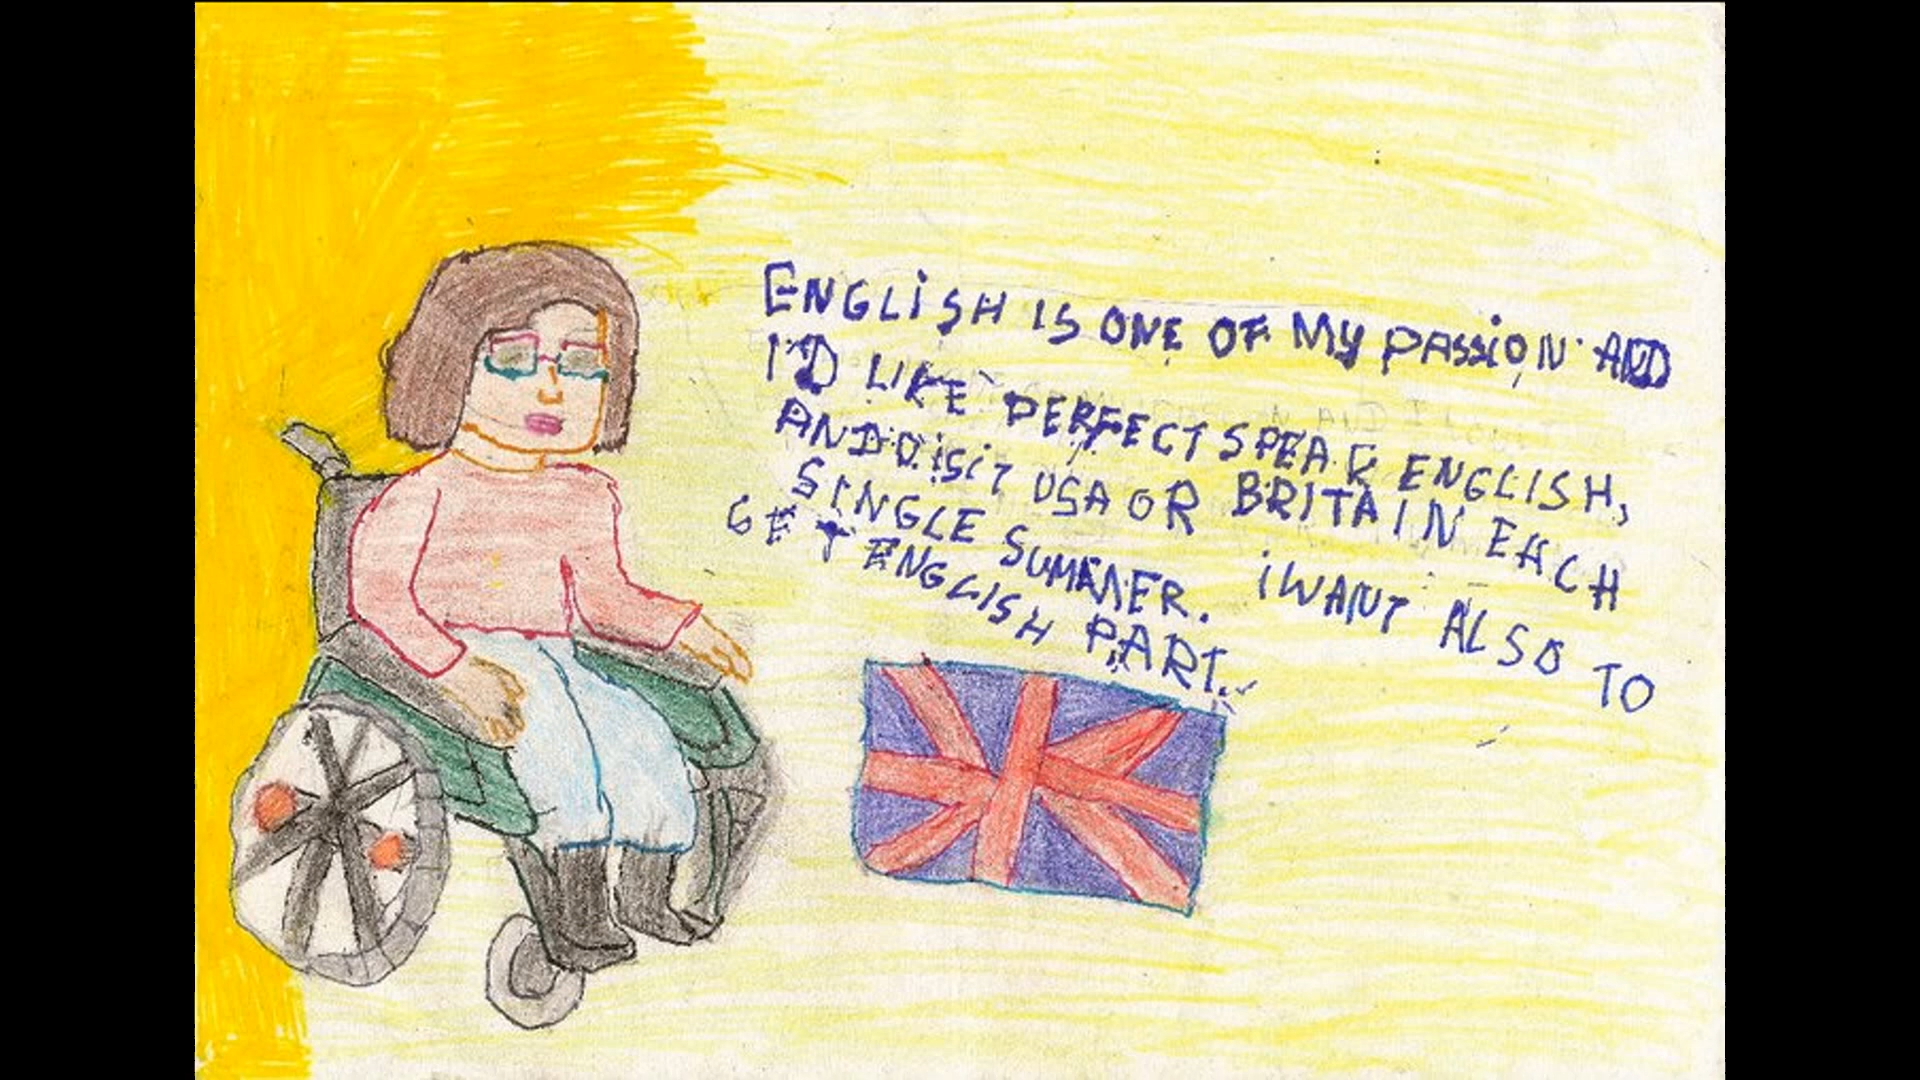 ENGLiSH IS ONE OF MY PASSiON AND
I'D LIKE PERFECT SPEAK ENGLISH,
AND ViSiT USA OR BRITAIN EACH
SINGLE SUMMER. i WANT ALSO TO
GET ENGLISH PART.